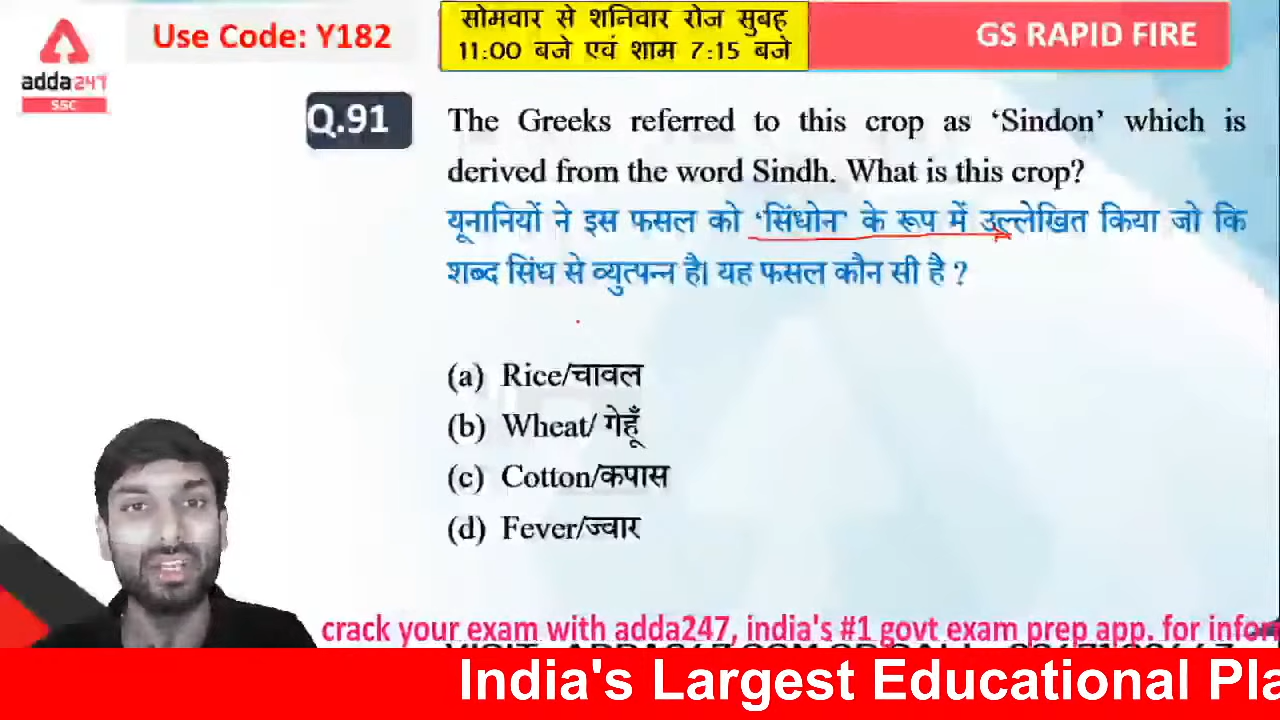 adda247
SSC
Use Code: Y182
सोमवार से शनिवार रोज सुबह
11:00 बजे एवं शाम 7:15 बजे
GS RAPID FIRE
Q.91
The Greeks referred to this crop as ‘Sindon’ which is
derived from the word Sindh. What is this crop?
यूनानियों ने इस फसल को ‘सिंधोन’ के रूप में उल्लेखित किया जो कि
शब्द सिंध से व्युत्पन्न है। यह फसल कौन सी है ?
(a) Rice/चावल
(b) Wheat/ गेहूँ
(c) Cotton/कपास
(d) Fever/ज्वार
crack your exam with adda247, india's #1 govt exam prep app. for infor
India's Largest Educational Pla